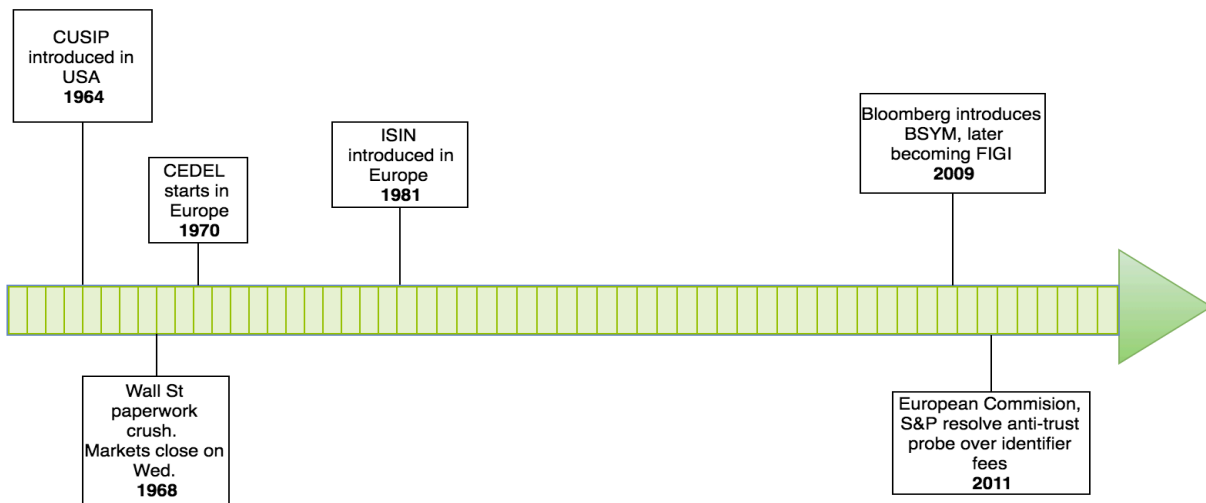 CUSIP
introduced in
USA
1964
CEDEL
starts in
Europe
1970
ISIN
introduced in
Europe
1981
Bloomberg introduces
BSYM, later
becoming FIGI
2009
Wall St
paperwork
crush.
Markets close on
Wed.
1968
European Commision,
S&P resolve anti-trust
probe over identifier
fees
2011